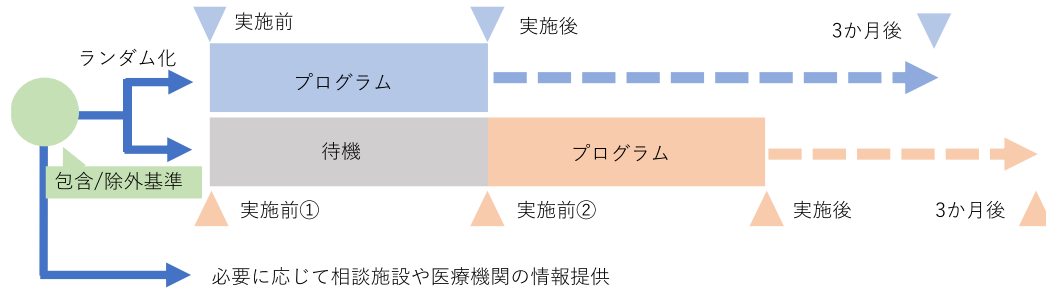 実施前
実施後
3か月後
ランダム化
プログラム
待機
プログラム
包含/除外基準
実施前①
実施前②
実施後
3か月後
必要に応じて相談施設や医療機関の情報提供